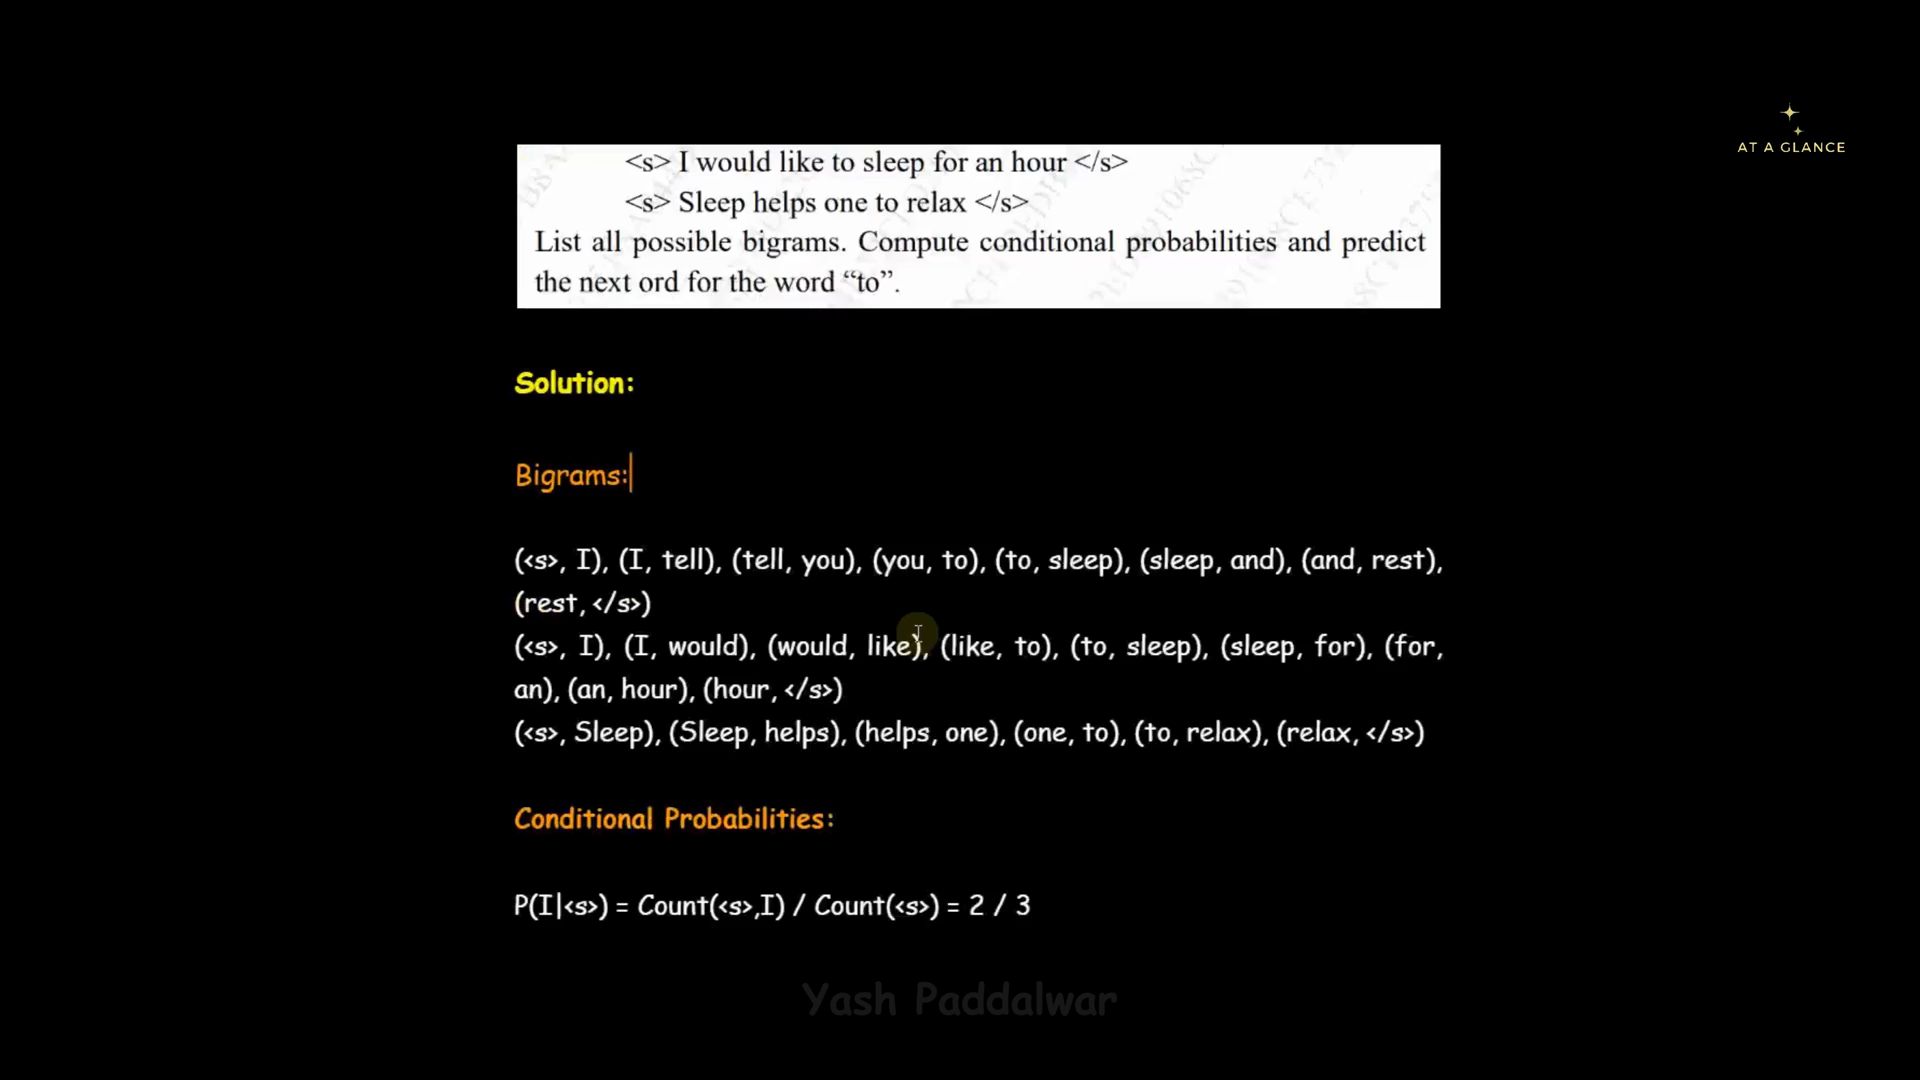 <s> I would like to sleep for an hour </s>
AT A GLANCE
<s> Sleep helps one to relax </s>
List all possible bigrams. Compute conditional probabilities and predict
the next ord for the word “to”.
Solution:
Bigrams:
(<s>, I), (I, tell), (tell, you), (you, to), (to, sleep), (sleep, and), (and, rest),
(rest, </s>)
(<s>, I), (I, would), (would, like), (like, to), (to, sleep), (sleep, for), (for,
an), (an, hour), (hour, </s>)
(<s>, Sleep), (Sleep, helps), (helps, one), (one, to), (to, relax), (relax, </s>)
Conditional Probabilities:
P(I|<s>) = Count(<s>,I) / Count(<s>) = 2 / 3
Yash Paddalwar